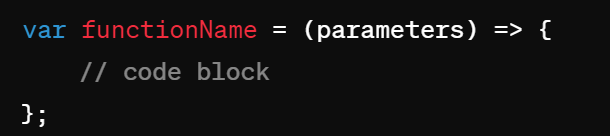 var functionName = (parameters) => {
    // code block
};